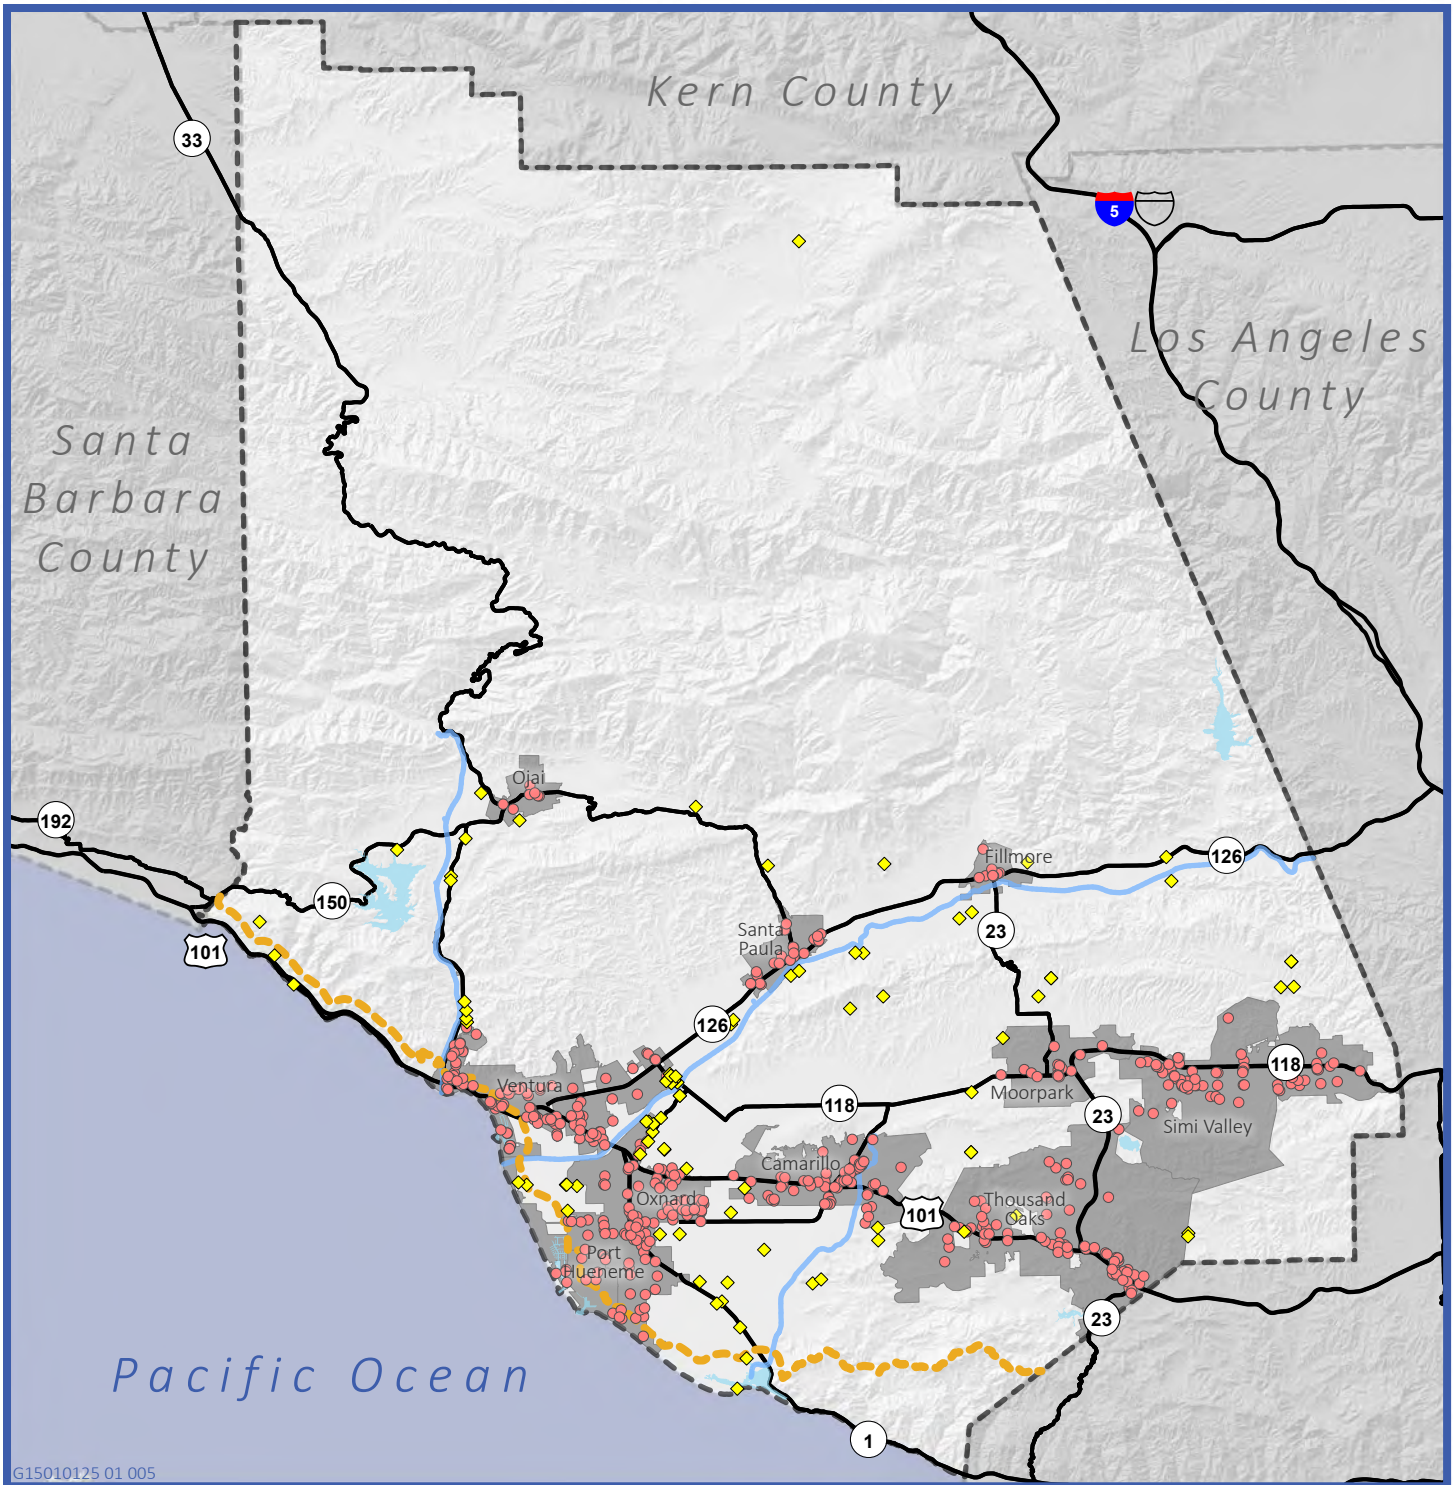 Kern County
33
5
Los Angeles
County
Santa
Barbara
County
Ojai
192
126
Fillmore
150
Santa
Paula
23
101
126
118
Ventura
Moorpark
118
23
Simi Valley
Camarillo
Oxnard
Thousand
Oaks
101
Port
Hueneme
23
Pacific Ocean
1
G15010125 01 005